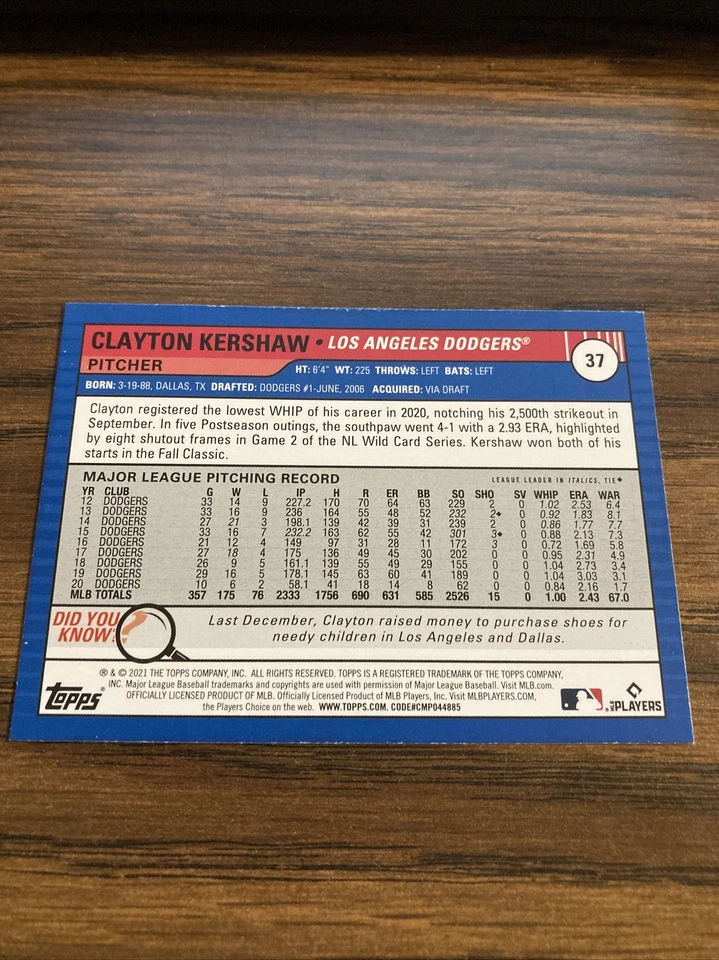 CLAYTON KERSHAW • LOS ANGELES DODGERS®
37
PITCHER
HT: 6'4" WT: 225 THROWS: LEFT BATS: LEFT
BORN: 3-19-88, DALLAS, TX DRAFTED: DODGERS #1-JUNE, 2006 ACQUIRED: VIA DRAFT
Clayton registered the lowest WHIP of his career in 2020, notching his 2,500th strikeout in
September. In five Postseason outings, the southpaw went 4-1 with a 2.93 ERA, highlighted
by eight shutout frames in Game 2 of the NL Wild Card Series. Kershaw won both of his
starts in the Fall Classic.
MAJOR LEAGUE PITCHING RECORD LEAGUE LEADER IN ITALICS, TIE♦
YR CLUB G W L IP H R ER BB SO SHO SV WHIP ERA WAR
12 DODGERS 33 14 9 227.2 170 70 64 63 229 2 0 1.02 2.53 6.4
13 DODGERS 33 16 9 236 164 55 48 52 232 2♦ 0 0.92 1.83 8.1
14 DODGERS 27 21 3 198.1 139 42 39 31 239 2 0 0.86 1.77 7.7
15 DODGERS 33 16 7 232.2 163 62 55 42 301 3♦ 0 0.88 2.13 7.3
16 DODGERS 21 12 4 149 97 31 28 11 172 3 0 0.72 1.69 5.8
17 DODGERS 27 18 4 175 136 49 45 30 202 0 0 0.95 2.31 4.9
18 DODGERS 26 9 5 161.1 139 55 49 29 155 0 0 1.04 2.73 3.4
19 DODGERS 29 16 5 178.1 145 63 60 41 189 0 0 1.04 3.03 3.1
20 DODGERS 10 6 2 58.1 41 18 14 8 62 0 0 0.84 2.16 1.7
MLB TOTALS 357 175 76 2333 1756 690 631 585 2526 15 0 1.00 2.43 67.0
DID YOU
KNOW?
Last December, Clayton raised money to purchase shoes for
needy children in Los Angeles and Dallas.
® & © 2021 THE TOPPS COMPANY, INC. ALL RIGHTS RESERVED. TOPPS IS A REGISTERED TRADEMARK OF THE TOPPS COMPANY,
INC. Major League Baseball trademarks and copyrights are used with permission of Major League Baseball. Visit MLB.com.
OFFICIALLY LICENSED PRODUCT OF MLB. Officially Licensed Product of MLB Players, Inc. Visit MLBPLAYERS.COM,
the Players Choice on the web. WWW.TOPPS.COM. CODE#CMP044885
Topps®
MLB PLAYERS